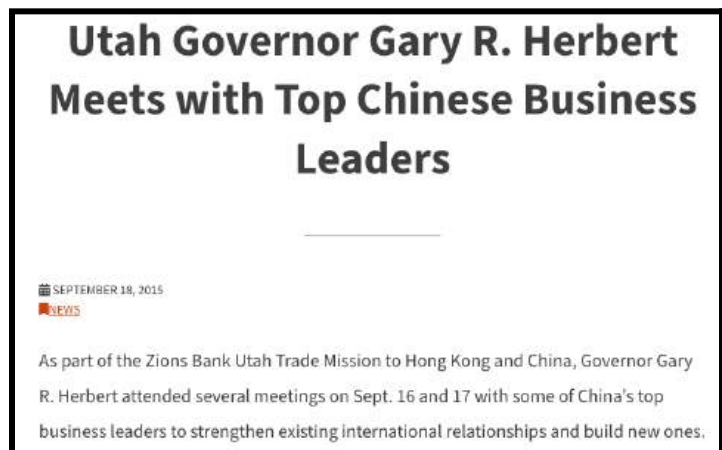 Utah Governor Gary R. Herbert
Meets with Top Chinese Business
Leaders
SEPTEMBER 18, 2015
NEWS
As part of the Zions Bank Utah Trade Mission to Hong Kong and China, Governor Gary
R. Herbert attended several meetings on Sept. 16 and 17 with some of China's top
business leaders to strengthen existing international relationships and build new ones.